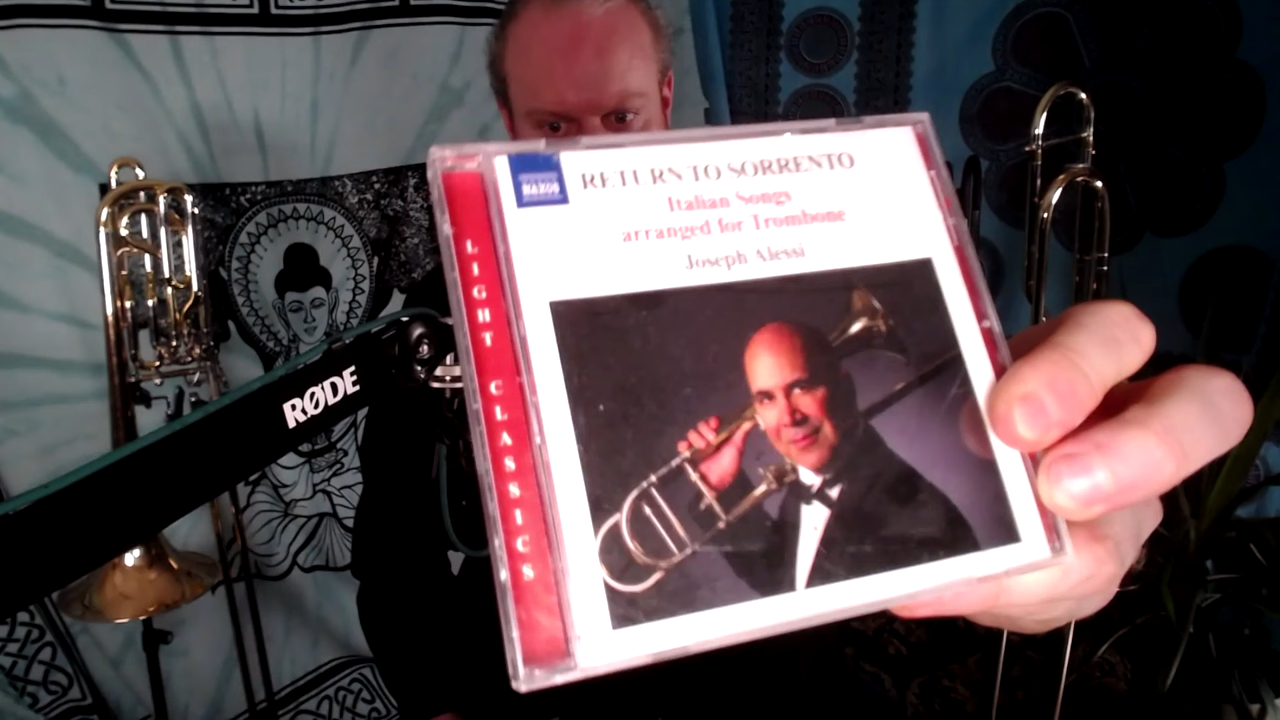 NAXOS
RETURN TO SORRENTO
Italian Songs
arranged for Trombone
Joseph Alessi
LIGHT CLASSICS
RØDE